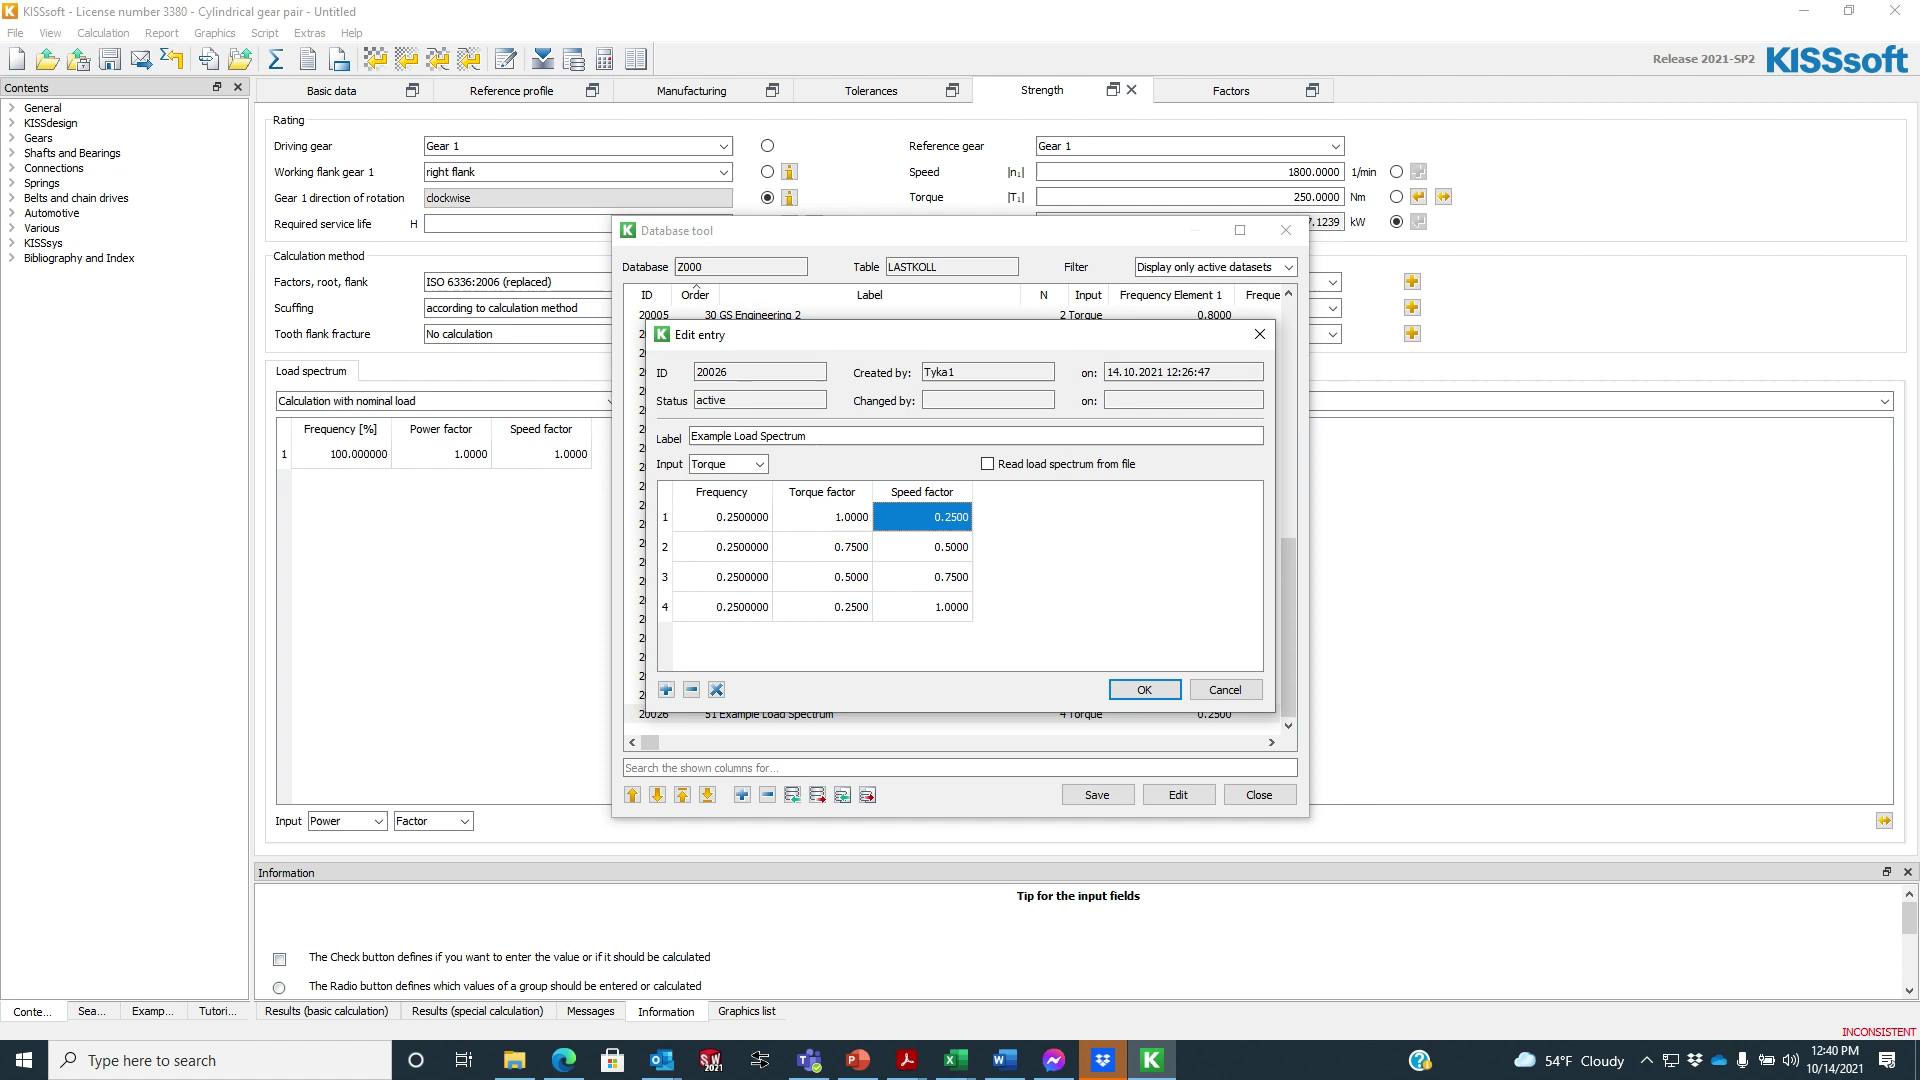 KISSsoft - License number 3380 - Cylindrical gear pair - Untitled
File View Calculation Report Graphics Script Extras Help
Release 2021-SP2 KISSsoft
Contents
General
KISSdesign
Gears
Shafts and Bearings
Connections
Springs
Belts and chain drives
Automotive
Various
KISSsys
Bibliography and Index
Basic data Reference profile Manufacturing Tolerances Strength Factors
Rating
Driving gear Gear 1 Reference gear Gear 1
Working flank gear 1 right flank Speed |n₁| 1800.0000 1/min
Gear 1 direction of rotation clockwise Torque |T₁| 250.0000 Nm
Required service life H 7.1239 kW
Calculation method
Factors, root, flank ISO 6336:2006 (replaced)
Scuffing according to calculation method
Tooth flank fracture No calculation
Load spectrum
Calculation with nominal load
Frequency [%] Power factor Speed factor
1 100.000000 1.0000 1.0000
Input Power Factor
Database tool
Database Z000 Table LASTKOLL Filter Display only active datasets
ID Order Label N Input Frequency Element 1 Freque
20005 30 GS Engineering 2 2 Torque 0.8000
Edit entry
ID 20026 Created by: Tyka1 on: 14.10.2021 12:26:47
Status active Changed by: on:
Label Example Load Spectrum
Input Torque Read load spectrum from file
Frequency Torque factor Speed factor
1 0.2500000 1.0000 0.2500
2 0.2500000 0.7500 0.5000
3 0.2500000 0.5000 0.7500
4 0.2500000 0.2500 1.0000
OK Cancel
20026 51 Example Load Spectrum 4 Torque 0.2500
Search the shown columns for...
Save Edit Close
Information
Tip for the input fields
The Check button defines if you want to enter the value or if it should be calculated
The Radio button defines which values of a group should be entered or calculated
Conte... Sea... Examp... Tutori... Results (basic calculation) Results (special calculation) Messages Information Graphics list
INCONSISTENT
Type here to search
54°F Cloudy
12:40 PM
10/14/2021